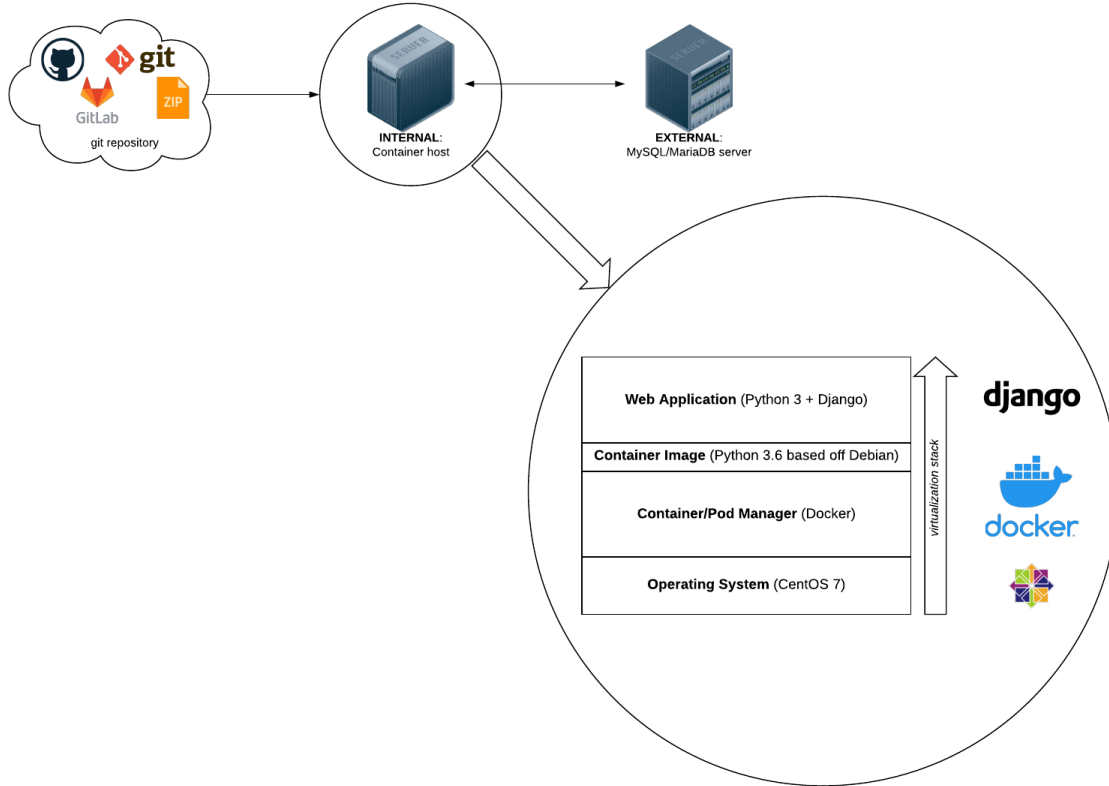 git
GitLab
ZIP
git repository
SERVER
INTERNAL:
Container host
SERVER
EXTERNAL:
MySQL/MariaDB server
Web Application (Python 3 + Django)
Container Image (Python 3.6 based off Debian)
Container/Pod Manager (Docker)
Operating System (CentOS 7)
virtualization stack
django
docker